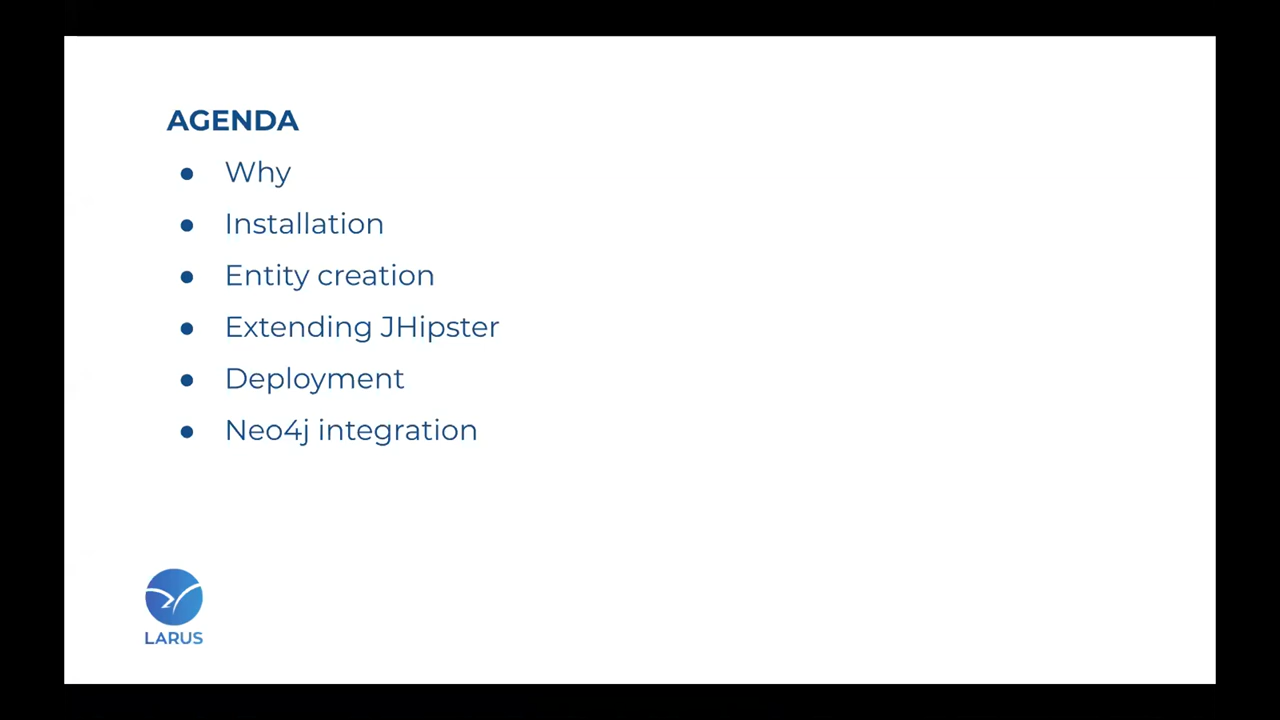 AGENDA
● Why
● Installation
● Entity creation
● Extending JHipster
● Deployment
● Neo4j integration
LARUS